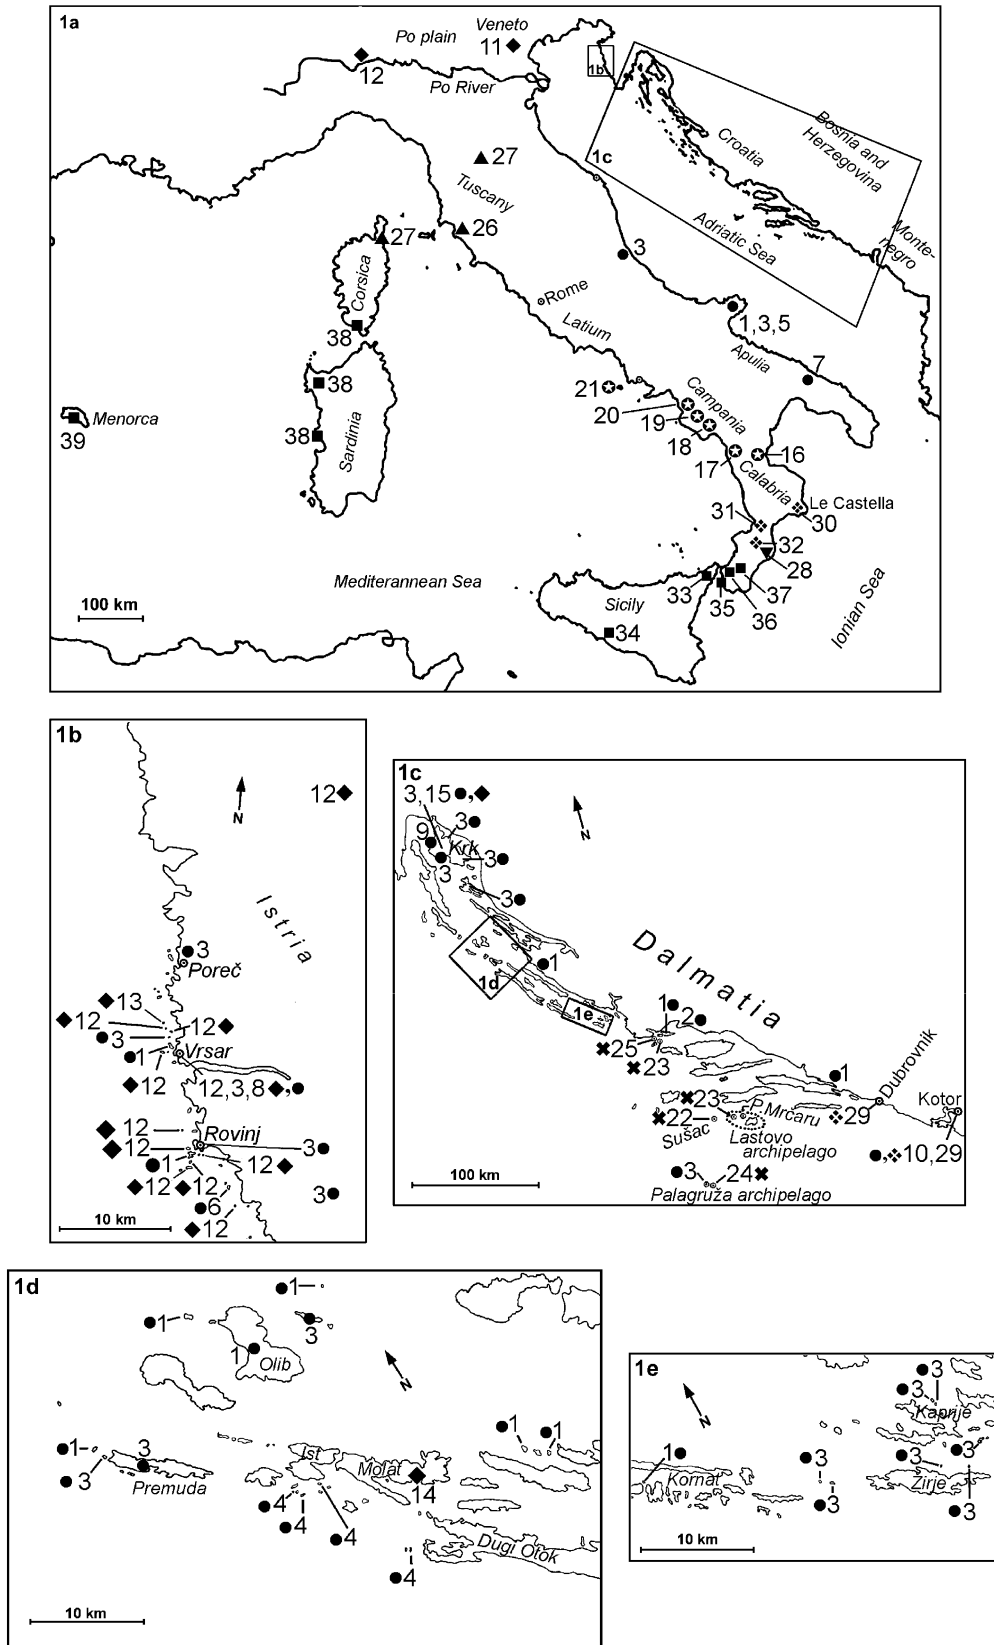 1a
Veneto
Po plain
11
12
Po River
1b
Bosnia and
Herzegovina
Croatia
1c
27
Tuscany
26
27
Adriatic Sea
Monte-
negro
3
Corsica
Rome
1,3,5
Latium
38
Apulia
7
38
21
Campania
20
Menorca
39
19
18
38
Sardinia
17
16
Calabria
Le Castella
31
30
32
28
Mediterannean Sea
33
37
35
36
100 km
Sicily
34
Ionian Sea
1b
12
N
Istria
3
Poreč
13
12
12
3
1
Vrsar
12
12,3,8
12
Rovinj
12
3
1
12
12
12
3
6
12
10 km
1c
3,15 ,
3
9
Krk
3
3
N
3
Dalmatia
1d
1
1e
1
2
25
23
1
Dubrovnik
Kotor
23
P.Mrcaru
29
22
Sušac
Lastovo
archipelago
, 10,29
3
24
Palagruža archipelago
100 km
1d
1
1
3
1
Olib
N
1
1
1
3
Ist
Molat
3
Premuda
14
4
4
4
Dugi Otok
4
10 km
1e
3
3
N
Kaprije
1
3
3
3
Kornat
Žirje
3
3
10 km